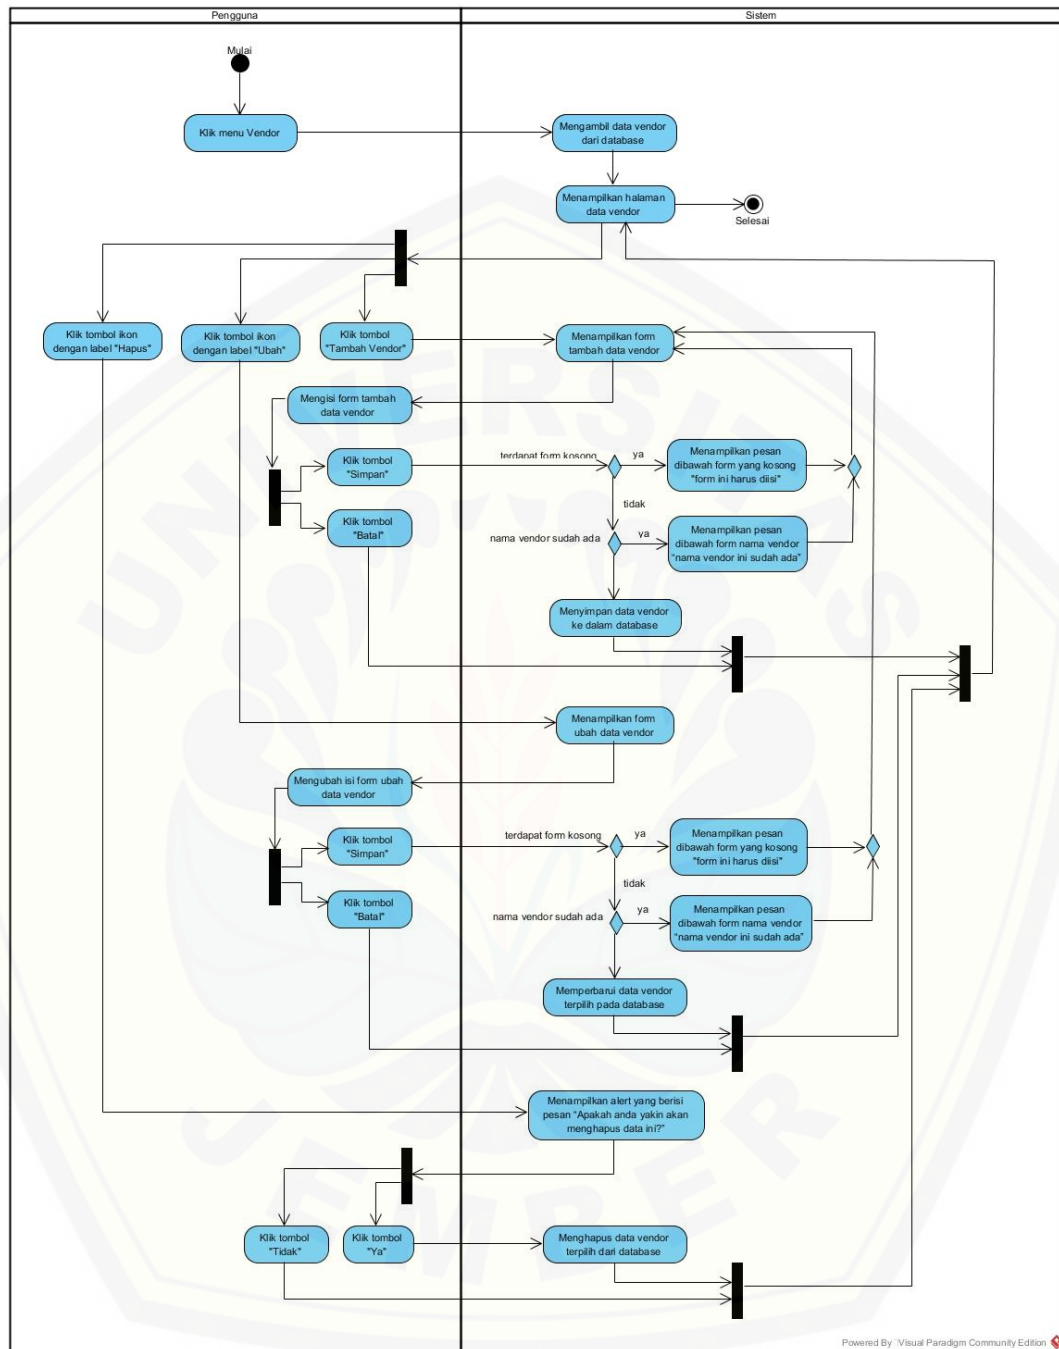 Pengguna
Sistem
Mulai
Klik menu Vendor
Mengambil data vendor
dari database
Menampilkan halaman
data vendor
Selesai
Klik tombol ikon
dengan label "Hapus"
Klik tombol ikon
dengan label "Ubah"
Klik tombol
"Tambah Vendor"
Menampilkan form
tambah data vendor
Mengisi form tambah
data vendor
Klik tombol
"Simpan"
terdapat form kosong
ya
Menampilkan pesan
dibawah form yang kosong
"form ini harus diisi"
tidak
Klik tombol
"Batal"
nama vendor sudah ada
ya
Menampilkan pesan
dibawah form nama vendor
"nama vendor ini sudah ada"
Menyimpan data vendor
ke dalam database
Menampilkan form
ubah data vendor
Mengubah isi form ubah
data vendor
Klik tombol
"Simpan"
terdapat form kosong
ya
Menampilkan pesan
dibawah form yang kosong
"form ini harus diisi"
tidak
Klik tombol
"Batal"
nama vendor sudah ada
ya
Menampilkan pesan
dibawah form nama vendor
"nama vendor ini sudah ada"
Memperbarui data vendor
terpilih pada database
Menampilkan alert yang berisi
pesan "Apakah anda yakin akan
menghapus data ini?"
Klik tombol
"Tidak"
Klik tombol
"Ya"
Menghapus data vendor
terpilih dari database
UNIVERSITAS
JEMBER
Powered By Visual Paradigm Community Edition